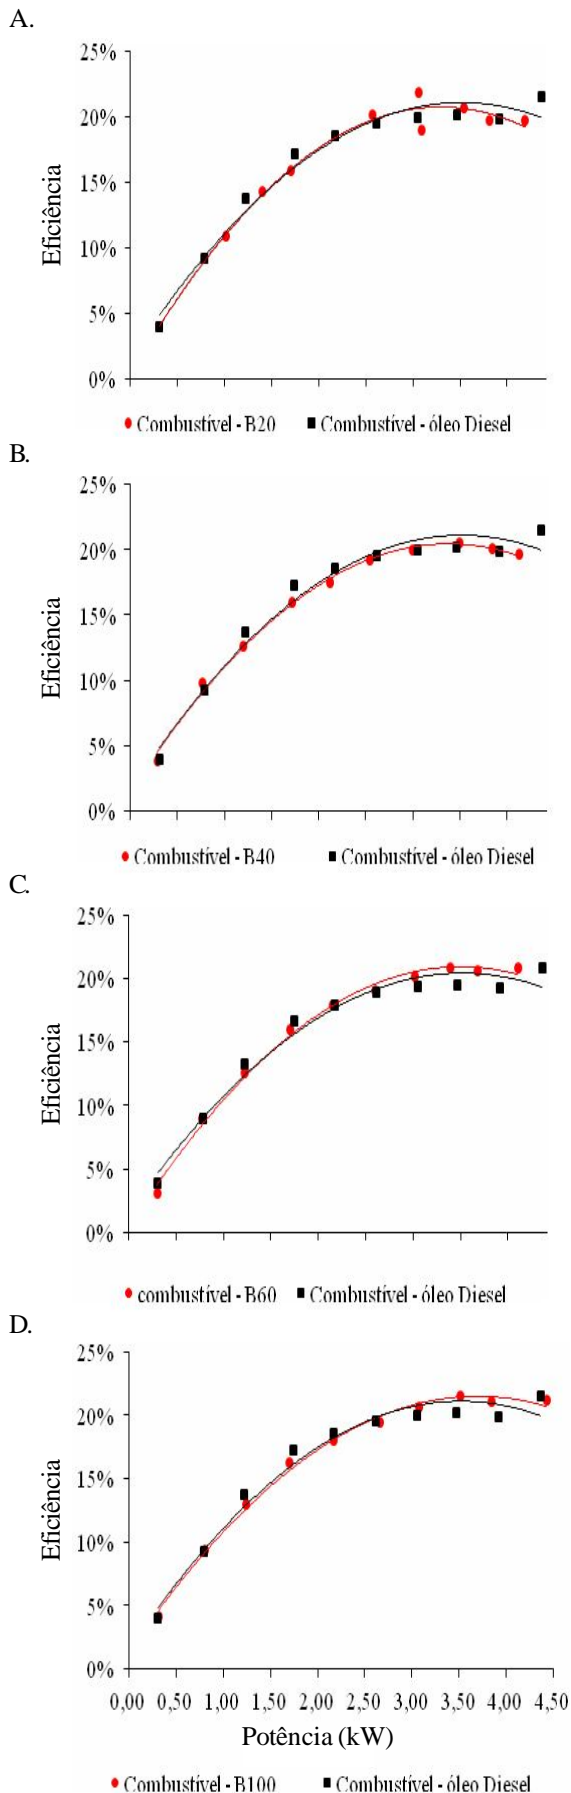 A.
25%
20%
15%
10%
5%
0%
Eficiência
Combustível - B20 Combustível - óleo Diesel
B.
25%
20%
15%
10%
5%
0%
Eficiência
Combustível - B40 Combustível - óleo Diesel
C.
25%
20%
15%
10%
5%
0%
Eficiência
combustível - B60 Combustível - óleo Diesel
D.
25%
20%
15%
10%
5%
0%
Eficiência
0,00 0,50 1,00 1,50 2,00 2,50 3,00 3,50 4,00 4,50
Potência (kW)
Combustível - B100 Combustível - óleo Diesel